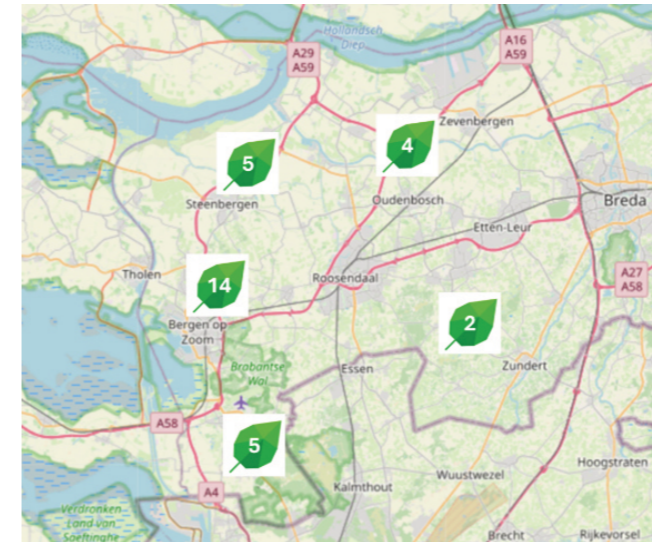 Hollandsch
Diep
A16
A59
A29
A59
Zevenbergen
4
5
Oudenbosch
Steenbergen
Breda
Etten-Leur
Tholen
Roosendaal
A27
A58
14
2
Bergen op
Zoom
Brabantse
Wal
Essen
Zundert
A58
5
Hoogstraten
Wuustwezel
Kalmthout
A4
Verdronken
Land van
Saeftinghe
Brecht
Rijkevorsel